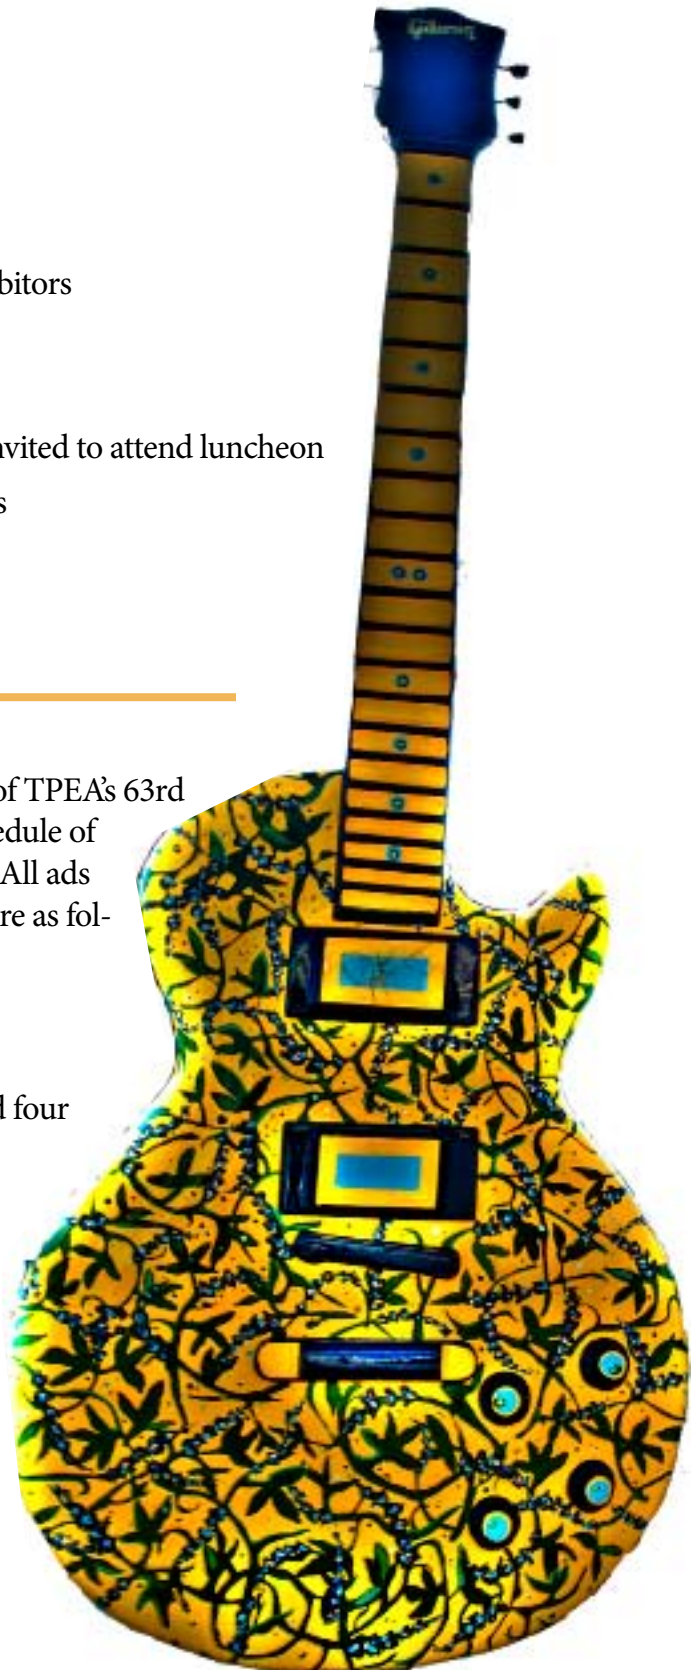 bitors
nvited to attend luncheon
s
of TPEA’s 63rd
edule of
All ads
re as fol-
d four